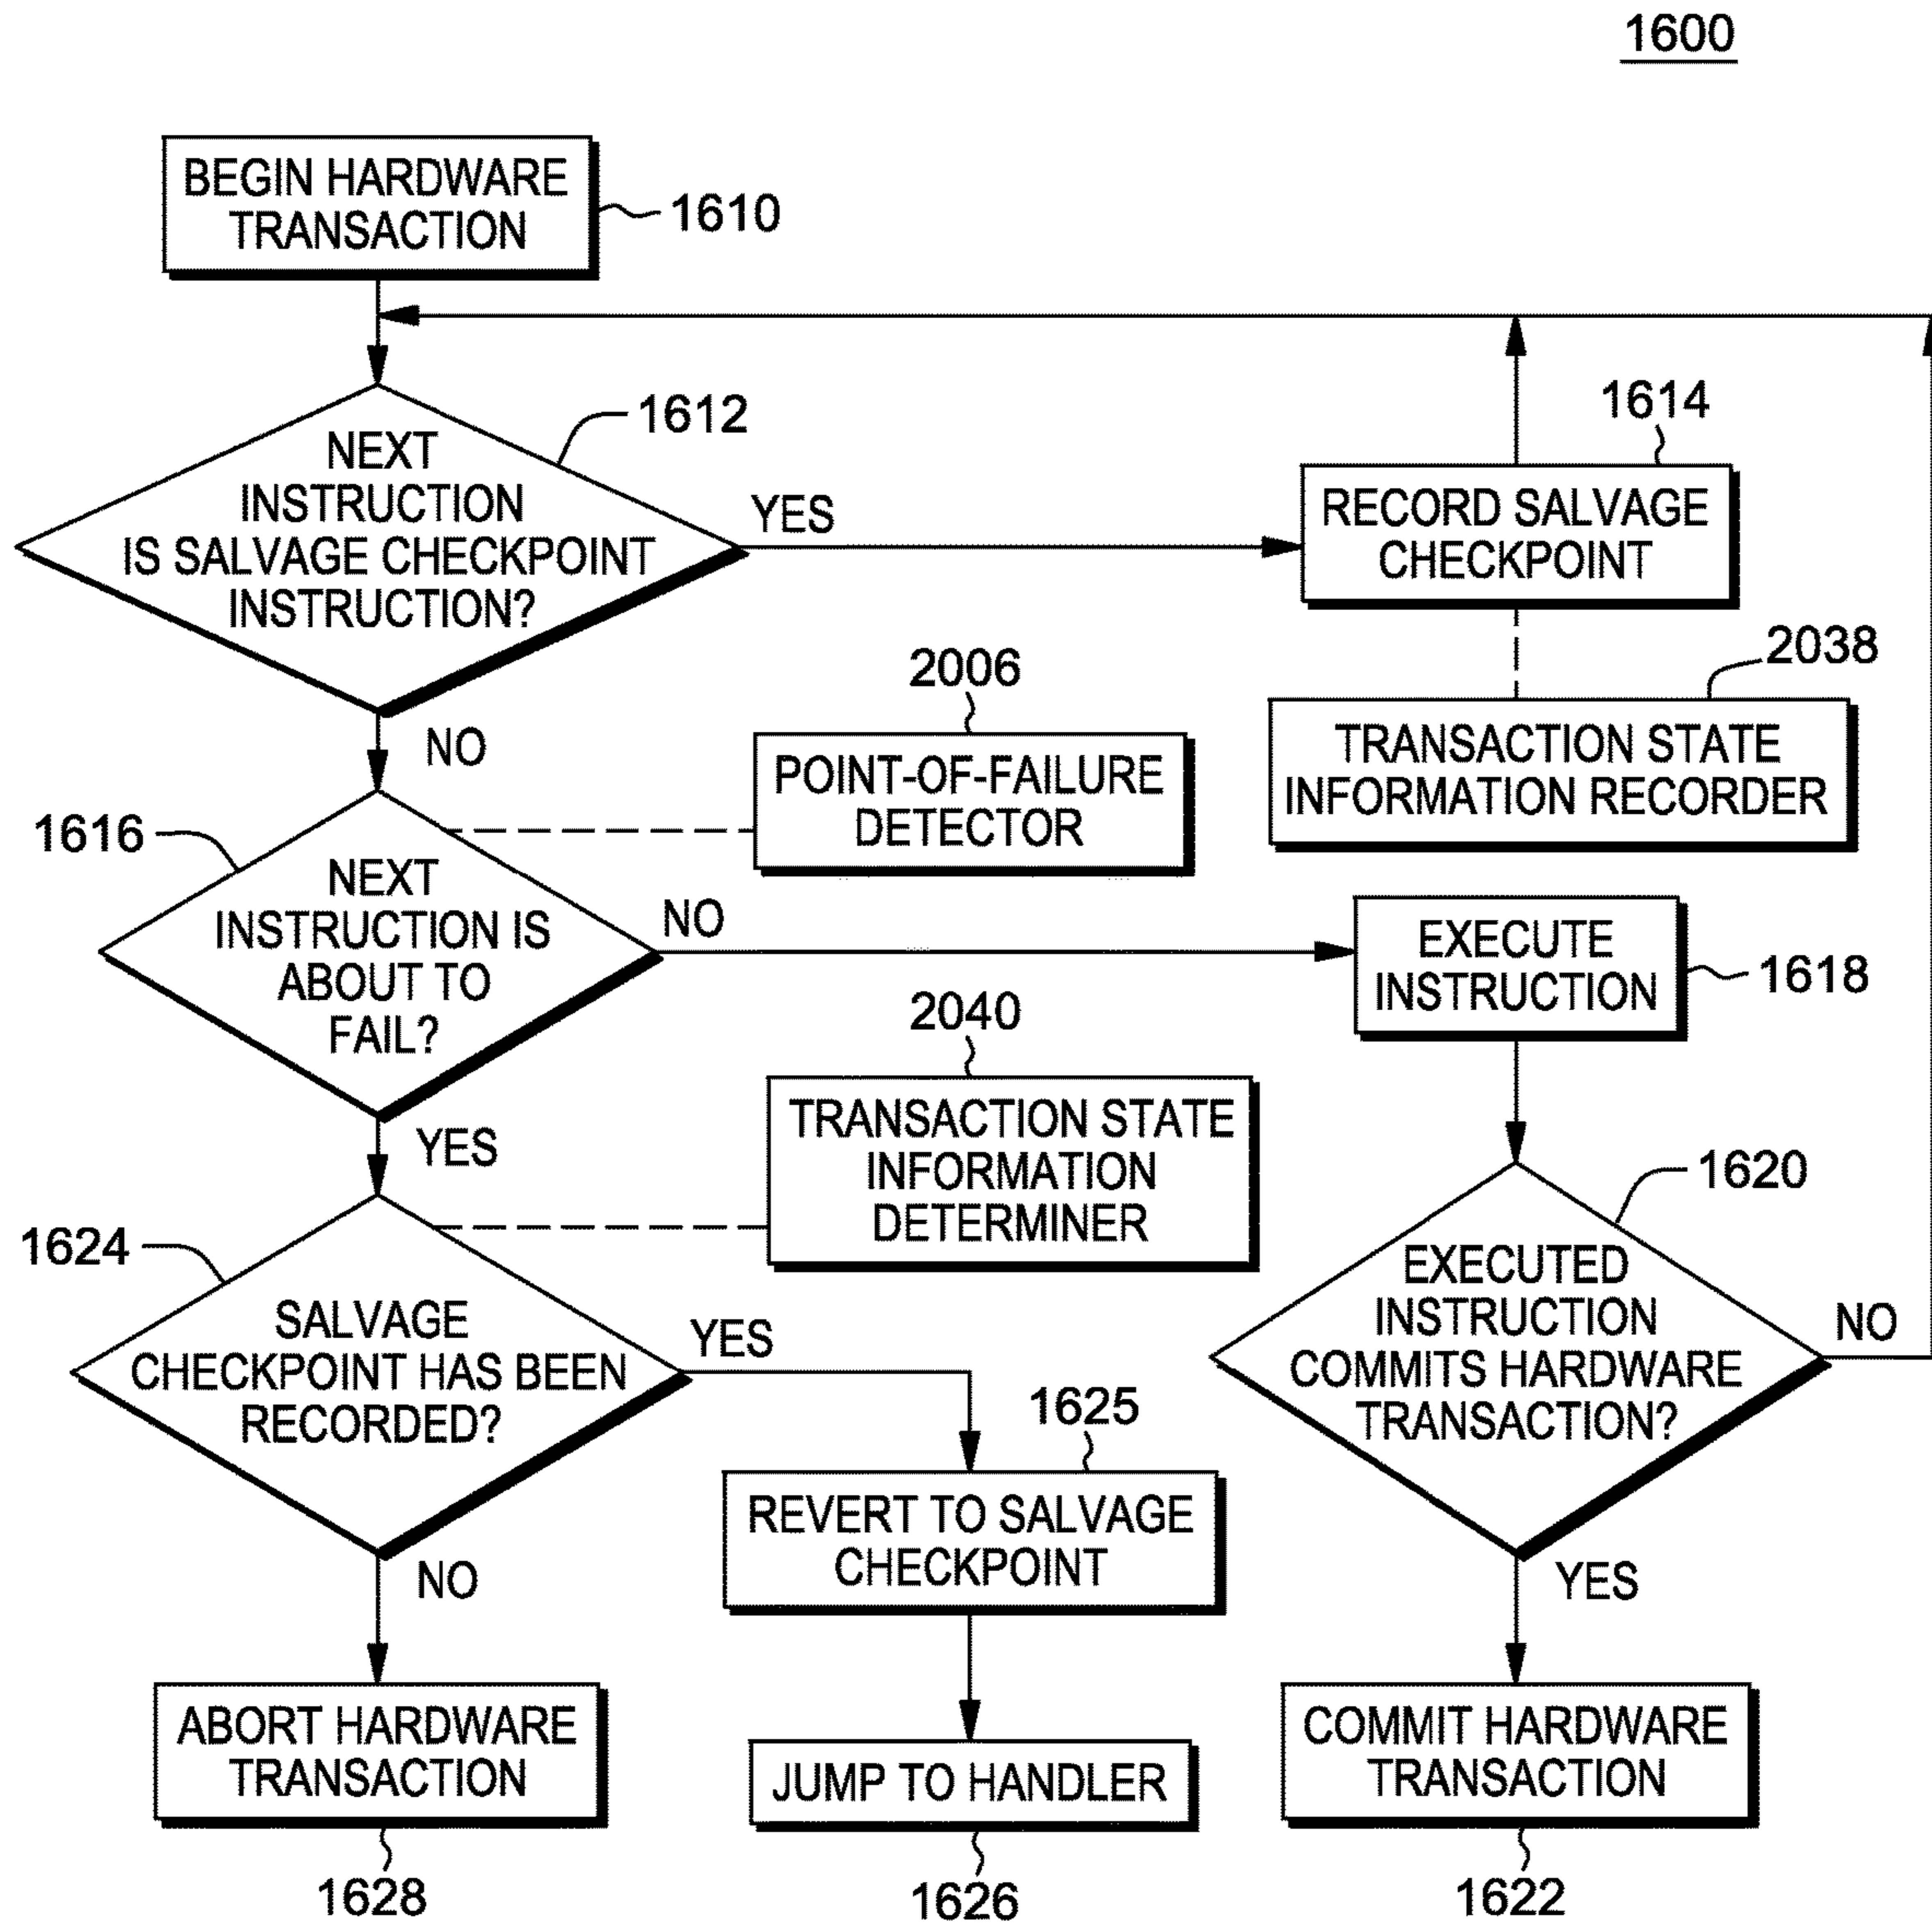 1600
BEGIN HARDWARE
TRANSACTION
1610
1612
NEXT
INSTRUCTION
IS SALVAGE CHECKPOINT
INSTRUCTION?
YES
1614
RECORD SALVAGE
CHECKPOINT
2038
TRANSACTION STATE
INFORMATION RECORDER
NO
2006
POINT-OF-FAILURE
DETECTOR
1616
NEXT
INSTRUCTION IS
ABOUT TO
FAIL?
NO
EXECUTE
INSTRUCTION
1618
YES
2040
TRANSACTION STATE
INFORMATION
DETERMINER
1620
EXECUTED
INSTRUCTION
COMMITS HARDWARE
TRANSACTION?
NO
1624
SALVAGE
CHECKPOINT HAS BEEN
RECORDED?
YES
1625
REVERT TO SALVAGE
CHECKPOINT
NO
YES
ABORT HARDWARE
TRANSACTION
1628
JUMP TO HANDLER
1626
COMMIT HARDWARE
TRANSACTION
1622